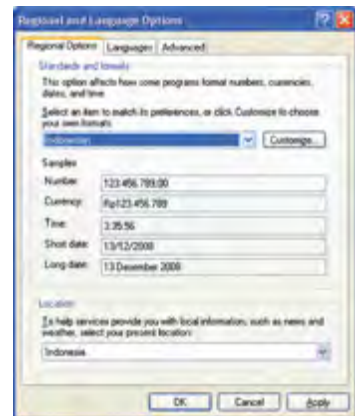 Regional and Language Options
Regional Options Languages Advanced
Standards and formats
This option affects how some programs format numbers, currencies,
dates, and time.
Select an item to match its preferences, or click Customize to choose
your own formats:
Indonesian Customize...
Samples
Number: 123.456.789,00
Currency: Rp123.456.789
Time: 3:35:56
Short date: 13/12/2008
Long date: 13 Desember 2008
Location
To help services provide you with local information, such as news and
weather, select your present location:
Indonesia
OK Cancel Apply